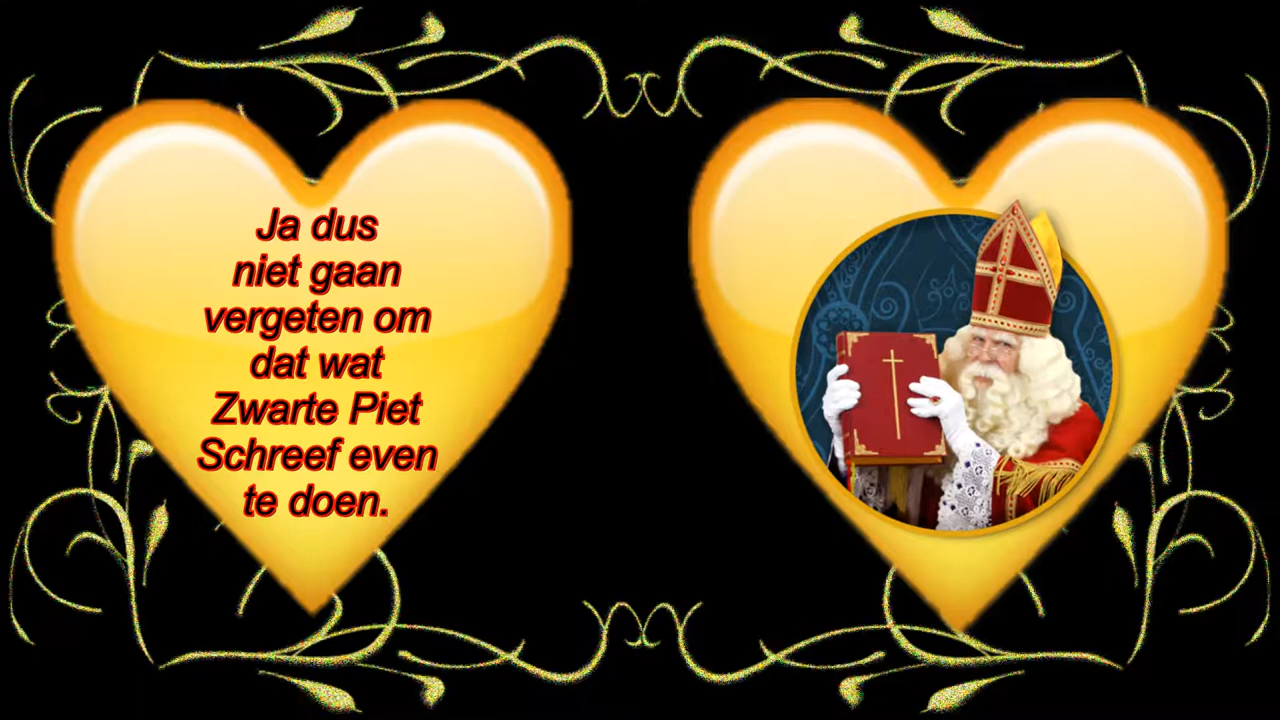 Ja dus
niet gaan
vergeten om
dat wat
Zwarte Piet
Schreef even
te doen.